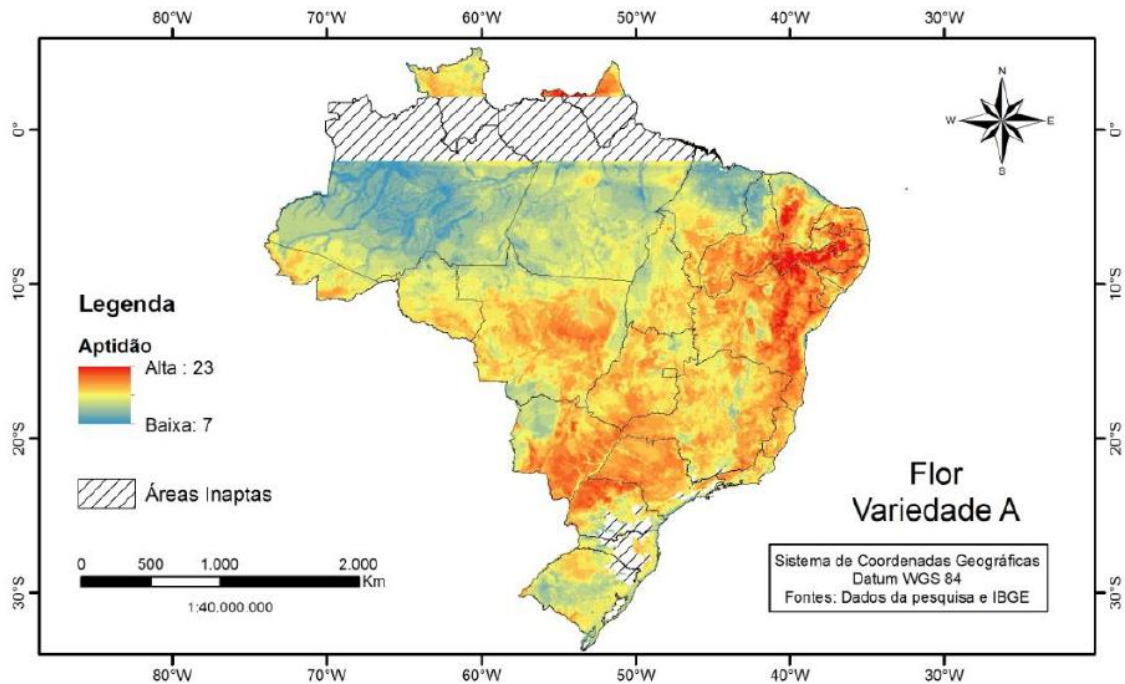 80°W 70°W 60°W 50°W 40°W 30°W
N
W E
S
0° 0°
10°S 10°S
20°S 20°S
30°S 30°S
Legenda
Aptidão
Alta : 23
Baixa: 7
Áreas Inaptas
0 500 1.000 2.000
Km
1:40.000.000
Flor
Variedade A
Sistema de Coordenadas Geográficas
Datum WGS 84
Fontes: Dados da pesquisa e IBGE
80°W 70°W 60°W 50°W 40°W 30°W